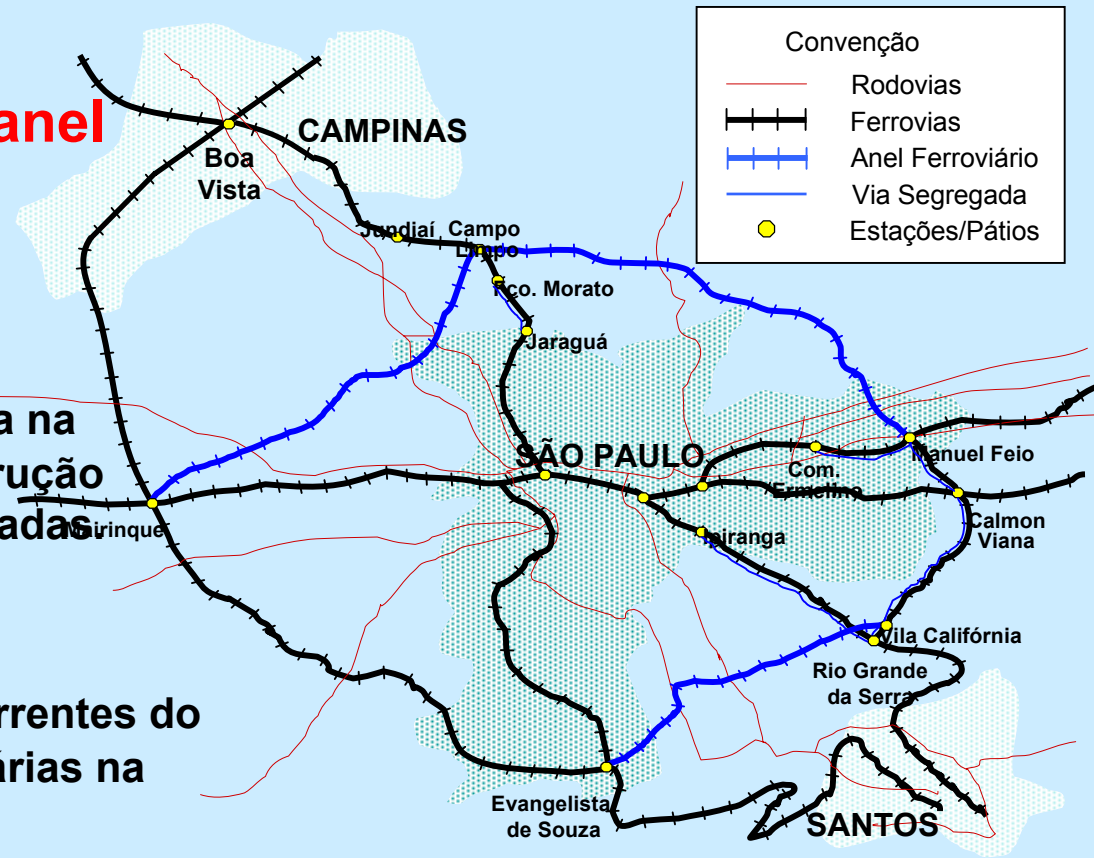 anel
Convenção
Rodovias
Ferrovias
Anel Ferroviário
Via Segregada
Estações/Pátios
CAMPINAS
Boa
Vista
Jundiaí
Campo
Limpo
Fco. Morato
Jaraguá
a na
rução
adas.
SÃO PAULO
Manuel Feio
Com.
Ermelino
Mairinque
Ipiranga
Calmon
Viana
Vila Califórnia
Rio Grande
da Serra
rrentes do
árias na
Evangelista
de Souza
SANTOS